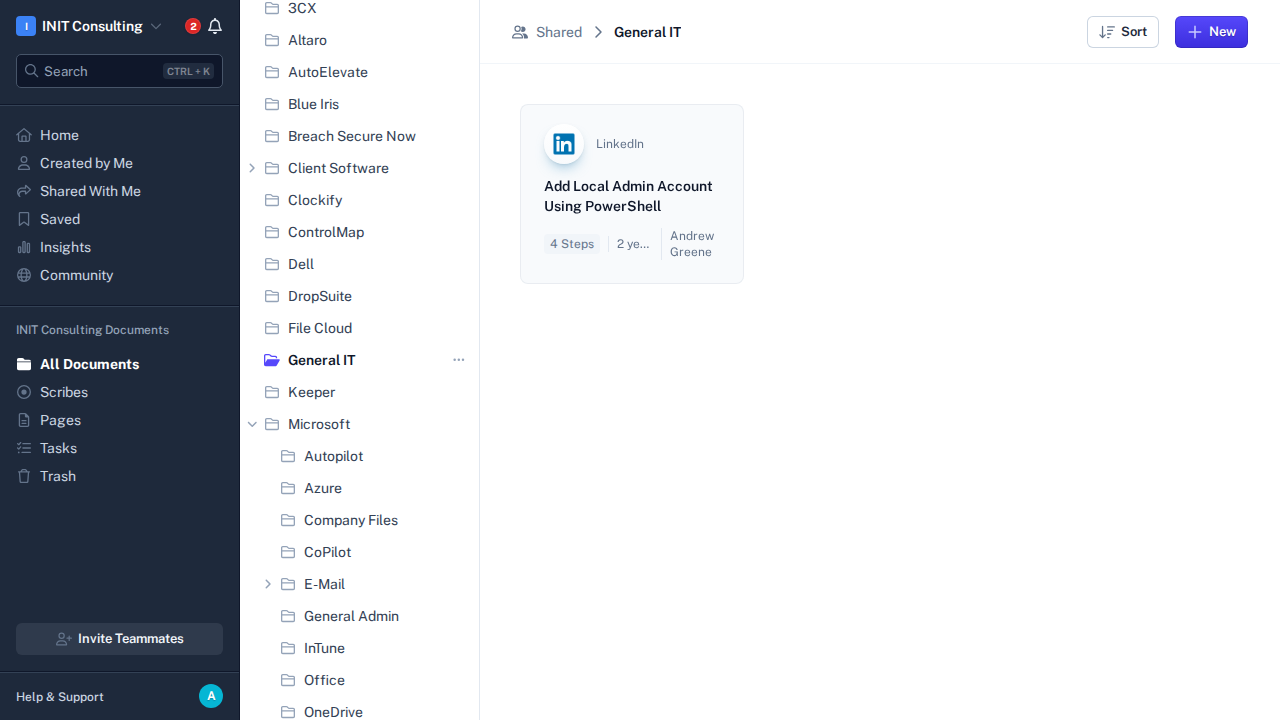 I INIT Consulting 2
Search CTRL + K
Home
Created by Me
Shared With Me
Saved
Insights
Community
INIT Consulting Documents
All Documents
Scribes
Pages
Tasks
Trash
Invite Teammates
Help & Support A
3CX
Altaro
AutoElevate
Blue Iris
Breach Secure Now
Client Software
Clockify
ControlMap
Dell
DropSuite
File Cloud
General IT
Keeper
Microsoft
Autopilot
Azure
Company Files
CoPilot
E-Mail
General Admin
InTune
Office
OneDrive
Shared General IT
Sort
New
in LinkedIn
Add Local Admin Account
Using PowerShell
4 Steps 2 ye... Andrew
Greene